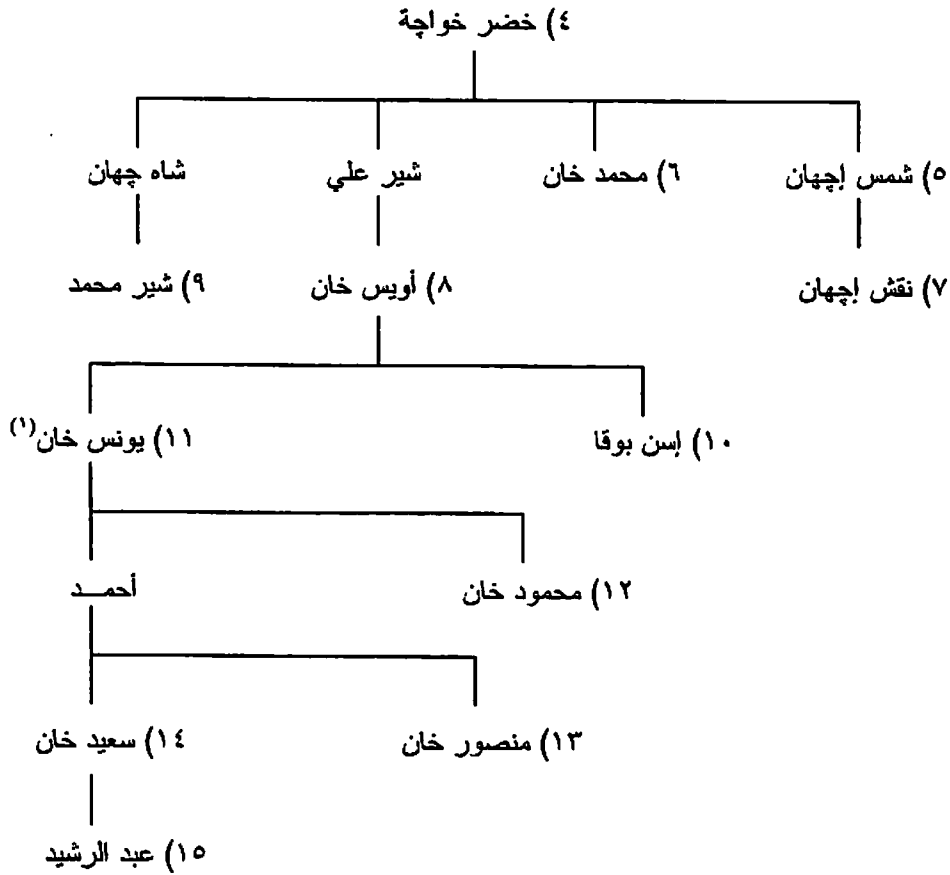 ٤) خضر خواچة
٥) شمس إچهان ٦) محمد خان شير علي شاه چهان
٧) نقش إچهان ٨) أويس خان ٩) شير محمد
١٠) إسن بوقا ١١) يونس خان(١)
١٢) محمود خان أحمـــد
١٣) منصور خان ١٤) سعيد خان
١٥) عبد الرشيد